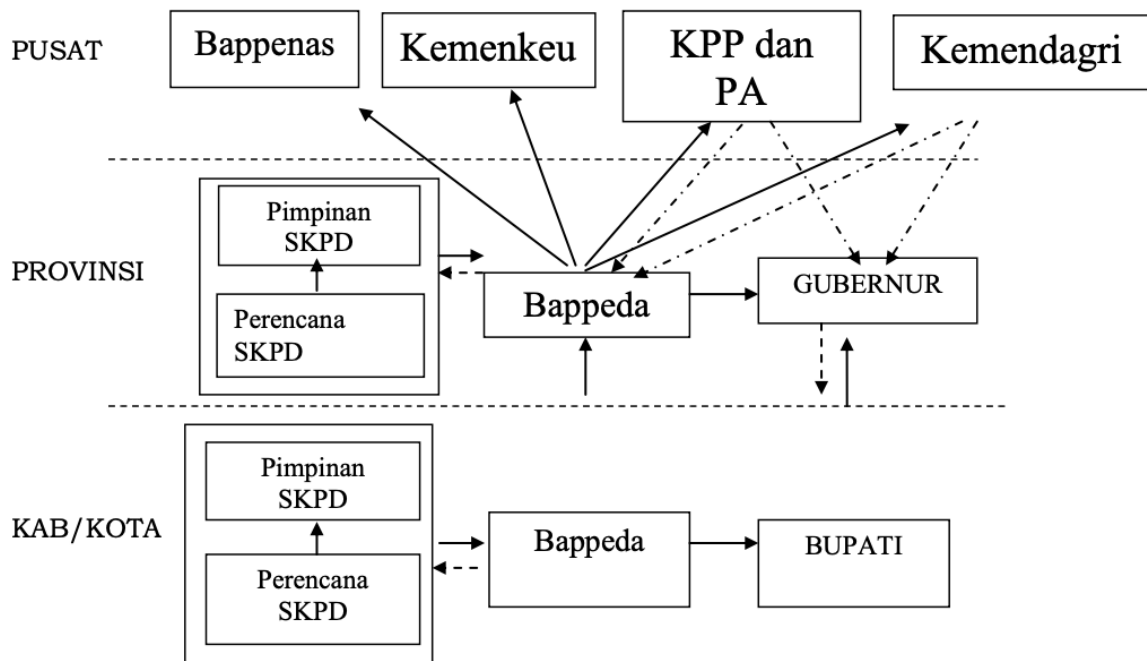 PUSAT
Bappenas
Kemenkeu
KPP dan
PA
Kemendagri
PROVINSI
Pimpinan
SKPD
Perencana
SKPD
Bappeda
GUBERNUR
KAB/KOTA
Pimpinan
SKPD
Perencana
SKPD
Bappeda
BUPATI